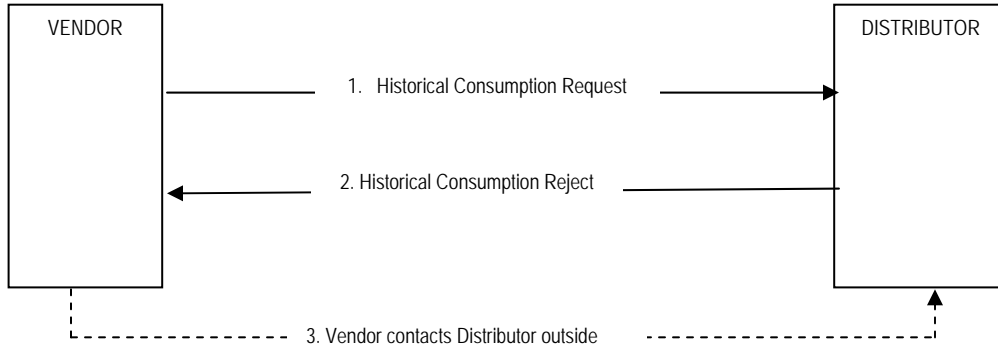 VENDOR
DISTRIBUTOR
1. Historical Consumption Request
2. Historical Consumption Reject
3. Vendor contacts Distributor outside